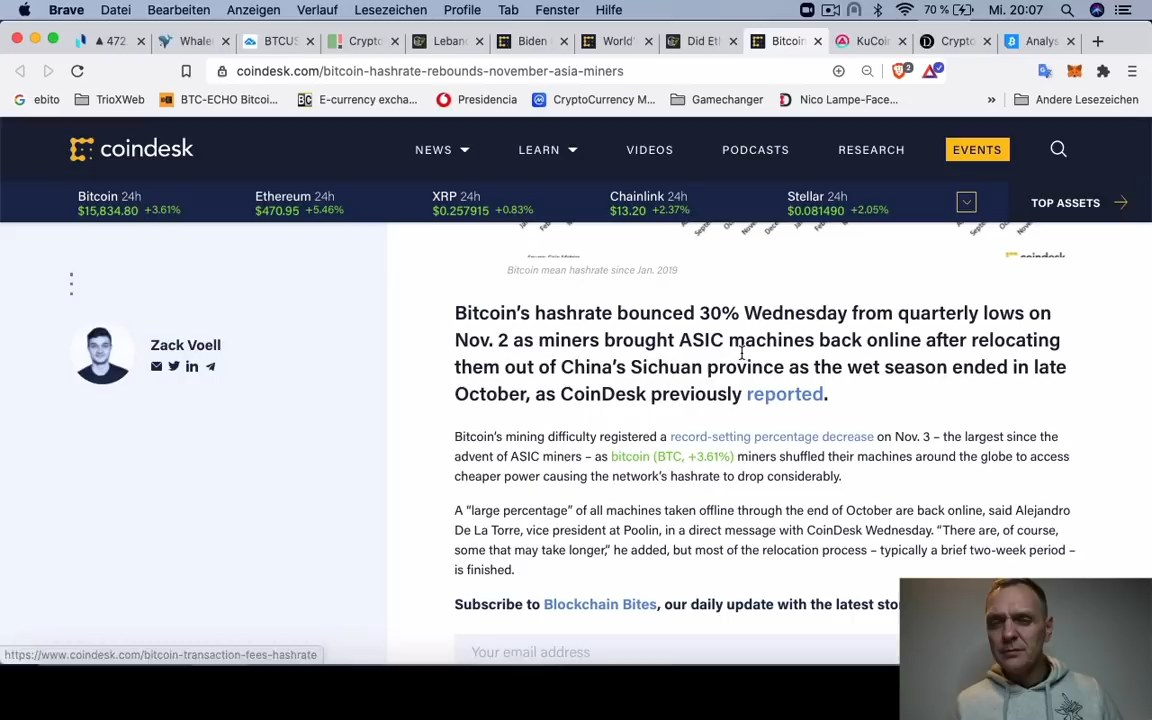 Brave Datei Bearbeiten Anzeigen Verlauf Lesezeichen Profile Tab Fenster Hilfe 70 % Mi. 20:07
▲ 472 Whale BTCUS Crypto Leban Biden World' Did Et Bitcoin KuCoin Crypto Analys
coindesk.com/bitcoin-hashrate-rebounds-november-asia-miners 2
ebito TrioXWeb BTC-ECHO Bitcoi... E-currency excha... Presidencia CryptoCurrency M... Gamechanger Nico Lampe-Face... » Andere Lesezeichen
coindesk NEWS LEARN VIDEOS PODCASTS RESEARCH EVENTS
Bitcoin 24h Ethereum 24h XRP 24h Chainlink 24h Stellar 24h
$15,834.80 +3.61% $470.95 +5.46% $0.257915 +0.83% $13.20 +2.37% $0.081490 +2.05% TOP ASSETS
coindesk
Bitcoin mean hashrate since Jan. 2019
Bitcoin's hashrate bounced 30% Wednesday from quarterly lows on
Nov. 2 as miners brought ASIC machines back online after relocating
them out of China's Sichuan province as the wet season ended in late
October, as CoinDesk previously reported.
Zack Voell
Bitcoin's mining difficulty registered a record-setting percentage decrease on Nov. 3 – the largest since the
advent of ASIC miners – as bitcoin (BTC, +3.61%) miners shuffled their machines around the globe to access
cheaper power causing the network's hashrate to drop considerably.
A "large percentage" of all machines taken offline through the end of October are back online, said Alejandro
De La Torre, vice president at Poolin, in a direct message with CoinDesk Wednesday. "There are, of course,
some that may take longer," he added, but most of the relocation process – typically a brief two-week period –
is finished.
Subscribe to Blockchain Bites, our daily update with the latest sto
Your email address
https://www.coindesk.com/bitcoin-transaction-fees-hashrate